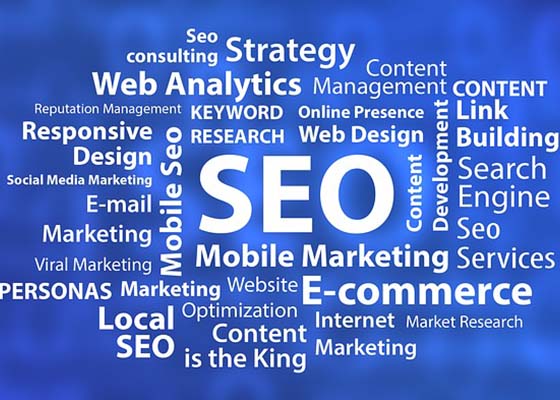 Seo
consulting
Strategy
Content
Management
Web Analytics
CONTENT
Reputation Management
KEYWORD
RESEARCH
Online Presence
Web Design
Link
Building
Responsive
Design
Social Media Marketing
Mobile Seo
SEO
Content
Development
Search
Engine
E-mail
Marketing
Seo
Services
Viral Marketing
Mobile Marketing
PERSONAS
Marketing
Website
Optimization
E-commerce
Local
SEO
Content
is the King
Internet
Marketing
Market Research